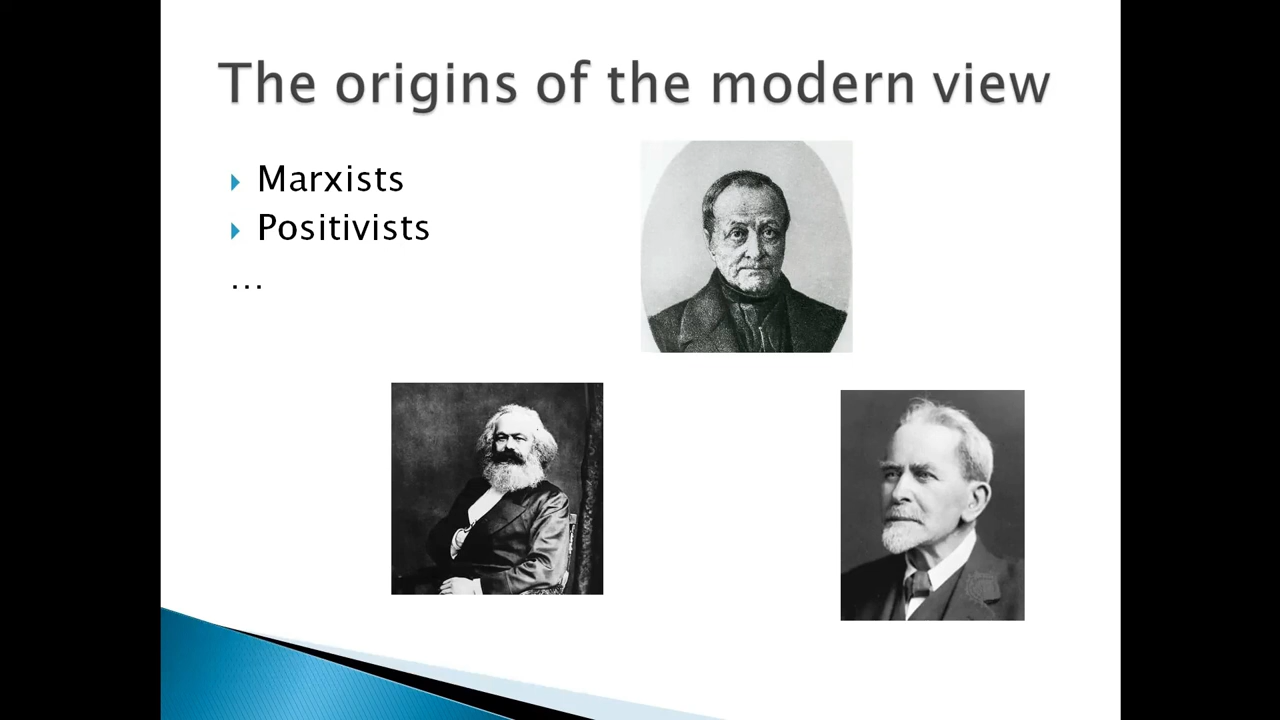 The origins of the modern view
Marxists
Positivists
…